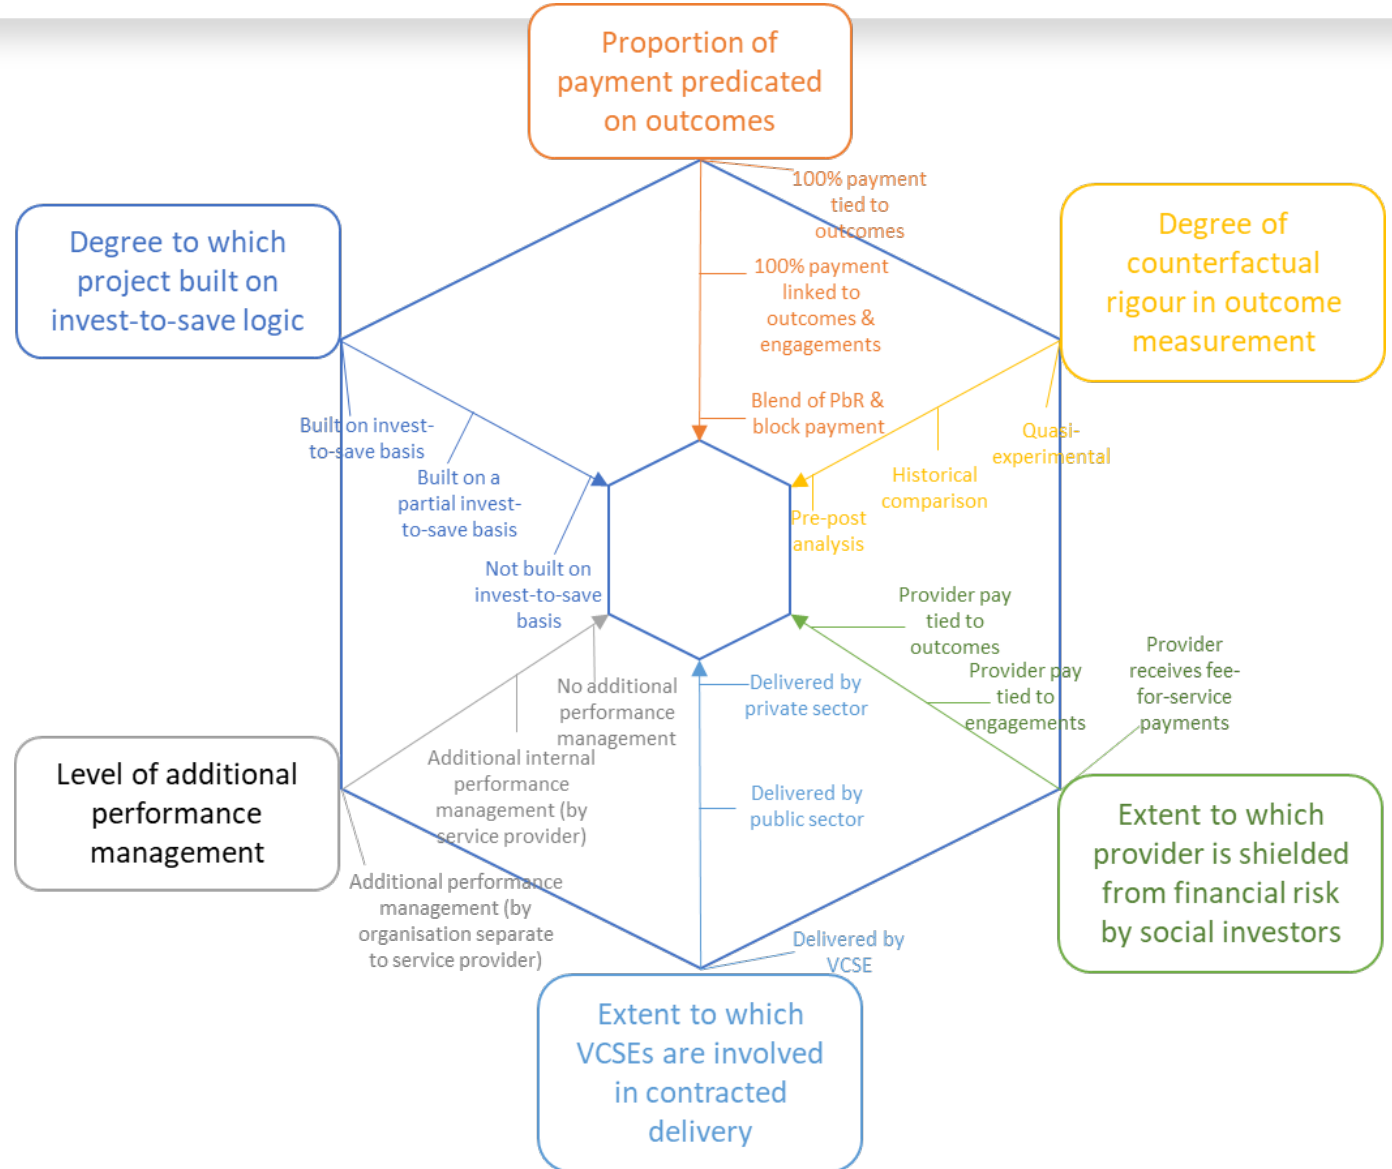 Proportion of
payment predicated
on outcomes
100% payment
tied to
outcomes
100% payment
linked to
outcomes &
engagements
Blend of PbR &
block payment
Degree of
counterfactual
rigour in outcome
measurement
Quasi-
experimental
Historical
comparison
Pre-post
analysis
Degree to which
project built on
invest-to-save logic
Built on invest-
to-save basis
Built on a
partial invest-
to-save basis
Not built on
invest-to-save
basis
Provider pay
tied to
outcomes
Provider pay
tied to
engagements
Provider
receives fee-
for-service
payments
Extent to which
provider is shielded
from financial risk
by social investors
Level of additional
performance
management
No additional
performance
management
Additional internal
performance
management (by
service provider)
Additional performance
management (by
organisation separate
to service provider)
Delivered by
private sector
Delivered by
public sector
Delivered by
VCSE
Extent to which
VCSEs are involved
in contracted
delivery